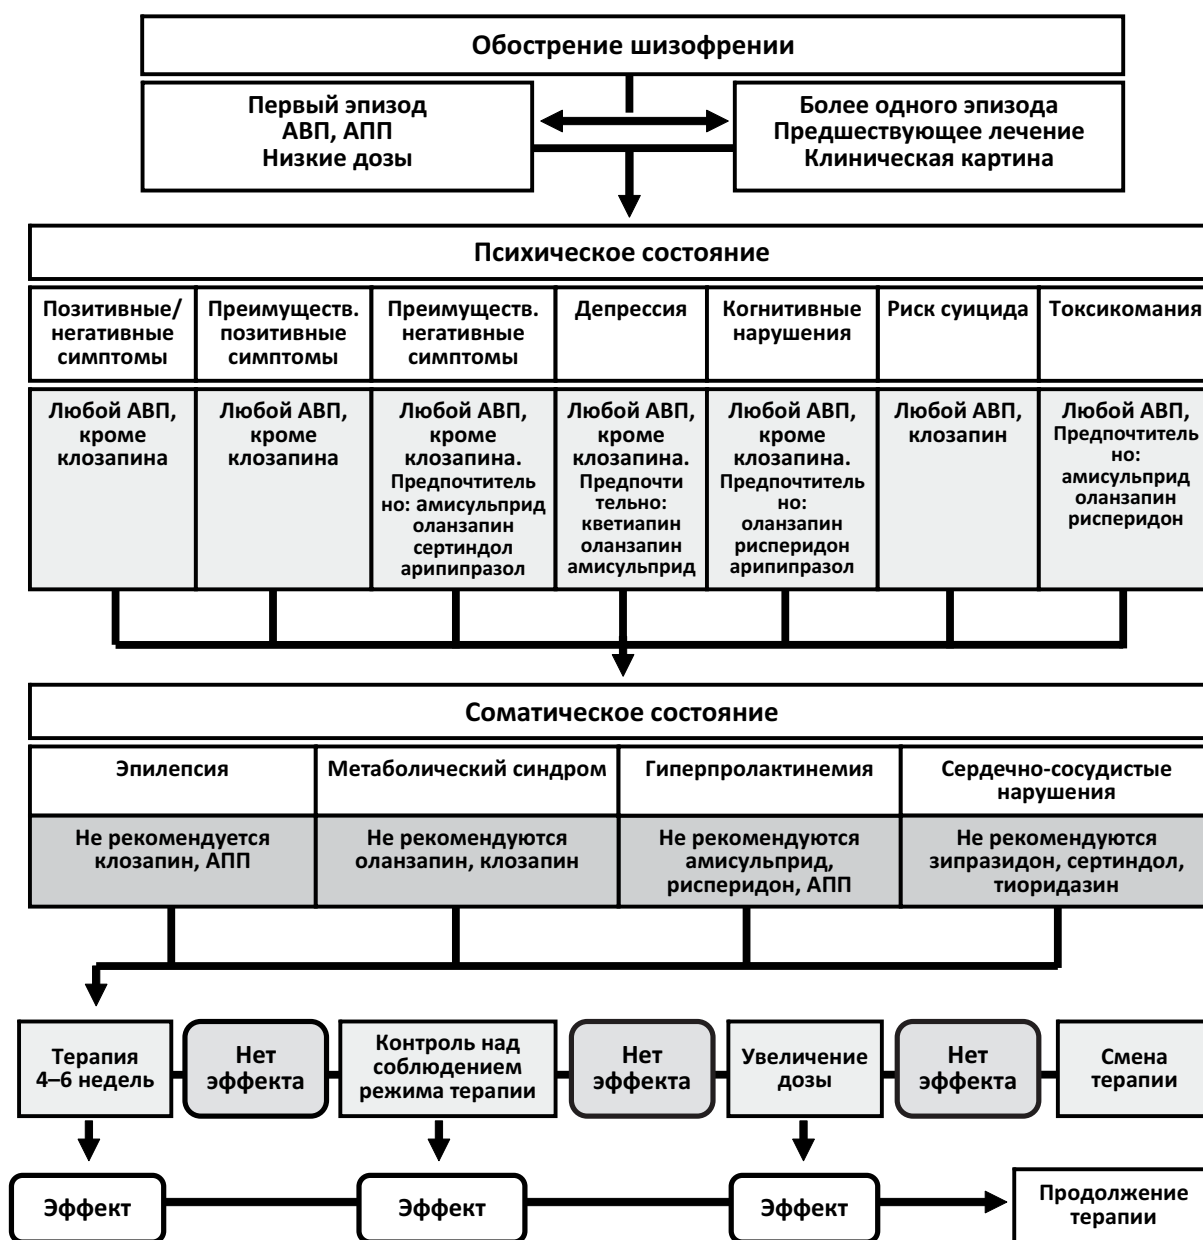 Обострение шизофрении
Первый эпизод
АВП, АПП
Низкие дозы
Более одного эпизода
Предшествующее лечение
Клиническая картина
Психическое состояние
Позитивные/
негативные
симптомы
Преимуществ.
позитивные
симптомы
Преимуществ.
негативные
симптомы
Депрессия
Когнитивные
нарушения
Риск суицида
Токсикомания
Любой АВП,
кроме
клозапина
Любой АВП,
кроме
клозапина
Любой АВП,
кроме
клозапина.
Предпочтитель
но: амисульприд
оланзапин
сертиндол
арипипразол
Любой АВП,
кроме
клозапина.
Предпочти
тельно:
кветиапин
оланзапин
амисульприд
Любой АВП,
кроме
клозапина.
Предпочтитель
но:
оланзапин
рисперидон
арипипразол
Любой АВП,
клозапин
Любой АВП,
Предпочтитель
но:
амисульприд
оланзапин
рисперидон
Соматическое состояние
Эпилепсия
Метаболический синдром
Гиперпролактинемия
Сердечно-сосудистые
нарушения
Не рекомендуется
клозапин, АПП
Не рекомендуются
оланзапин, клозапин
Не рекомендуются
амисульприд,
рисперидон, АПП
Не рекомендуются
зипразидон, сертиндол,
тиоридазин
Терапия
4–6 недель
Нет
эффекта
Контроль над
соблюдением
режима терапии
Нет
эффекта
Увеличение
дозы
Нет
эффекта
Смена
терапии
Эффект
Эффект
Эффект
Продолжение
терапии